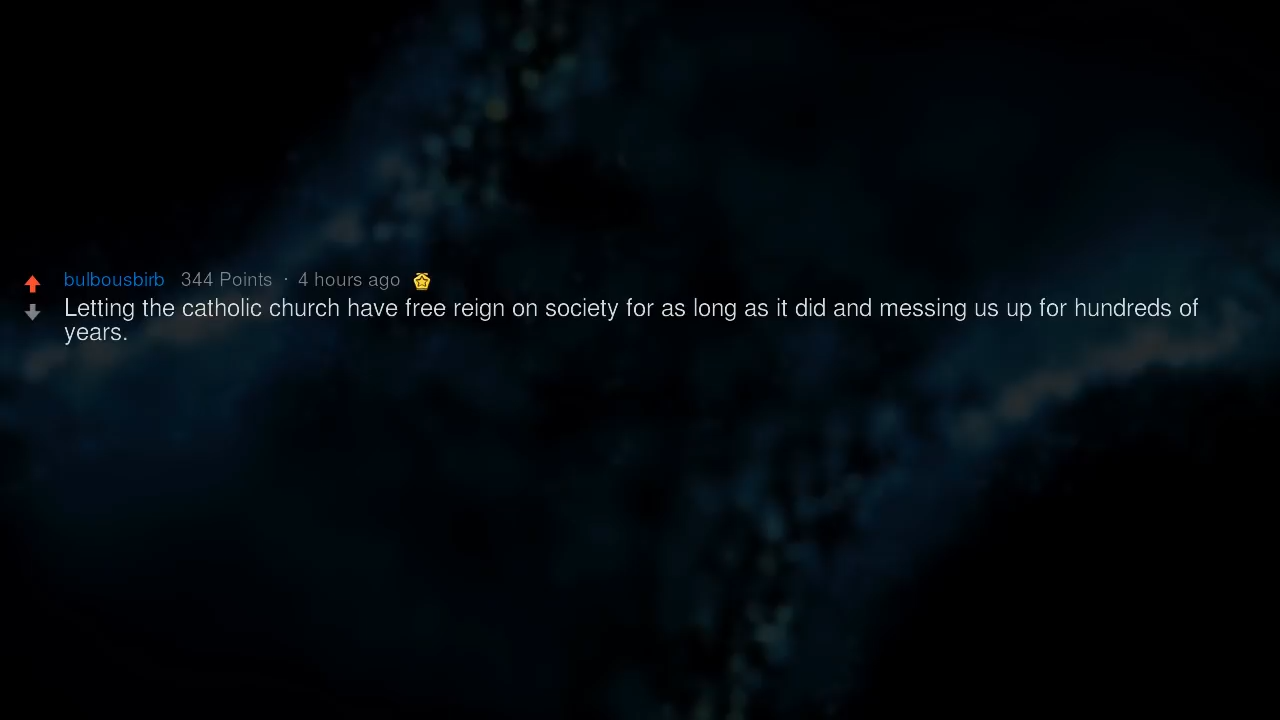 bulbousbirb 344 Points · 4 hours ago
Letting the catholic church have free reign on society for as long as it did and messing us up for hundreds of
years.